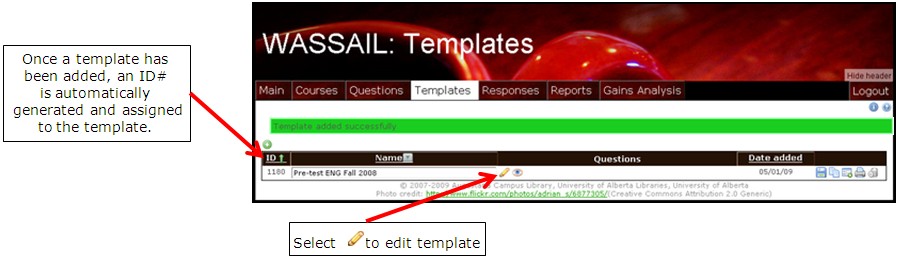 WASSAIL: Templates
Once a template has
been added, an ID#
is automatically
generated and assigned
to the template.
Hide header
Main Courses Questions Templates Responses Reports Gains Analysis Logout
Template added successfully
ID Name Questions Date added
1180 Pre-test ENG Fall 2008 05/01/09
© 2007-2009 Campus Library, University of Alberta Libraries, University of Alberta
Photo credit: http://www.flickr.com/photos/adrian_s/6877305/(Creative Commons Attribution 2.0 Generic)
Select to edit template